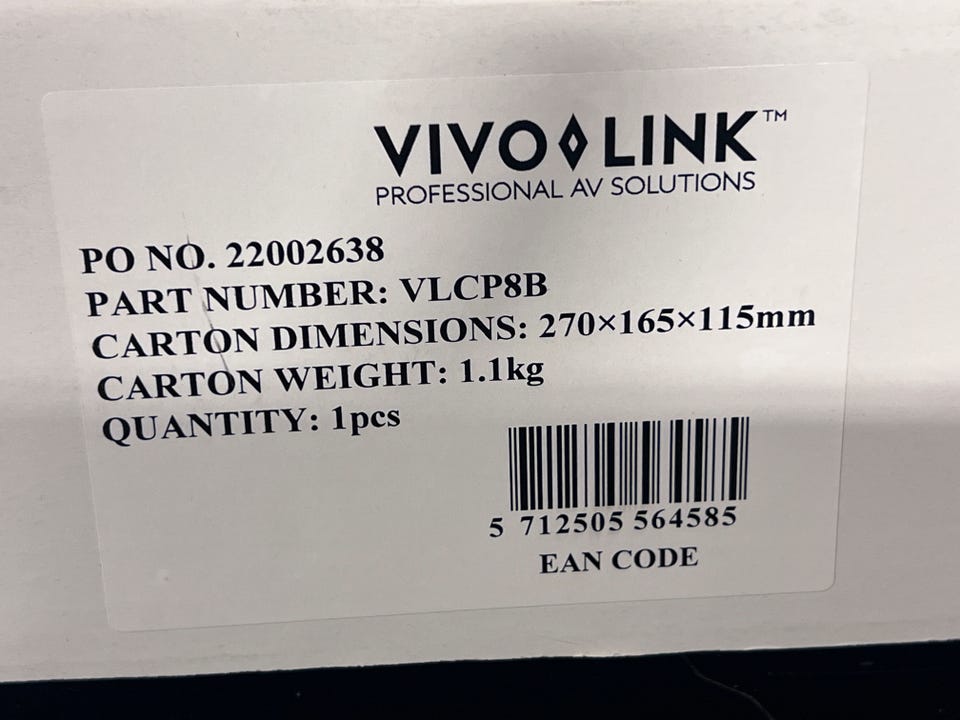 VIVO◊LINK™
PROFESSIONAL AV SOLUTIONS
PO NO. 22002638
PART NUMBER: VLCP8B
CARTON DIMENSIONS: 270×165×115mm
CARTON WEIGHT: 1.1kg
QUANTITY: 1pcs
5 712505 564585
EAN CODE